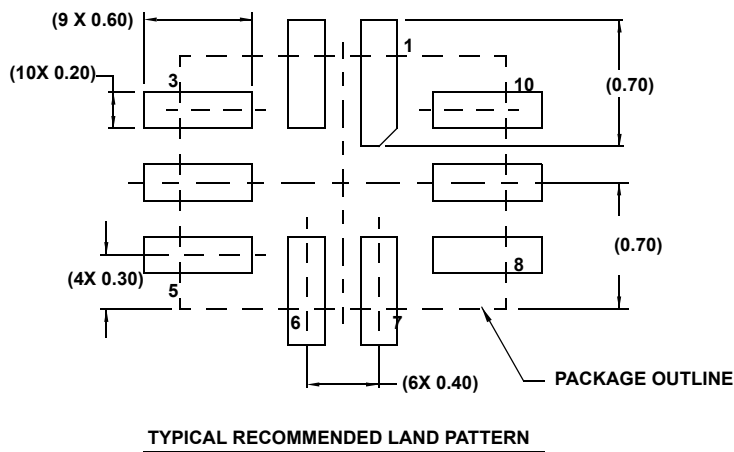 (9 X 0.60)
1
(10X 0.20)
3
10
(0.70)
(0.70)
(4X 0.30)
5
8
6
7
(6X 0.40)
PACKAGE OUTLINE
TYPICAL RECOMMENDED LAND PATTERN